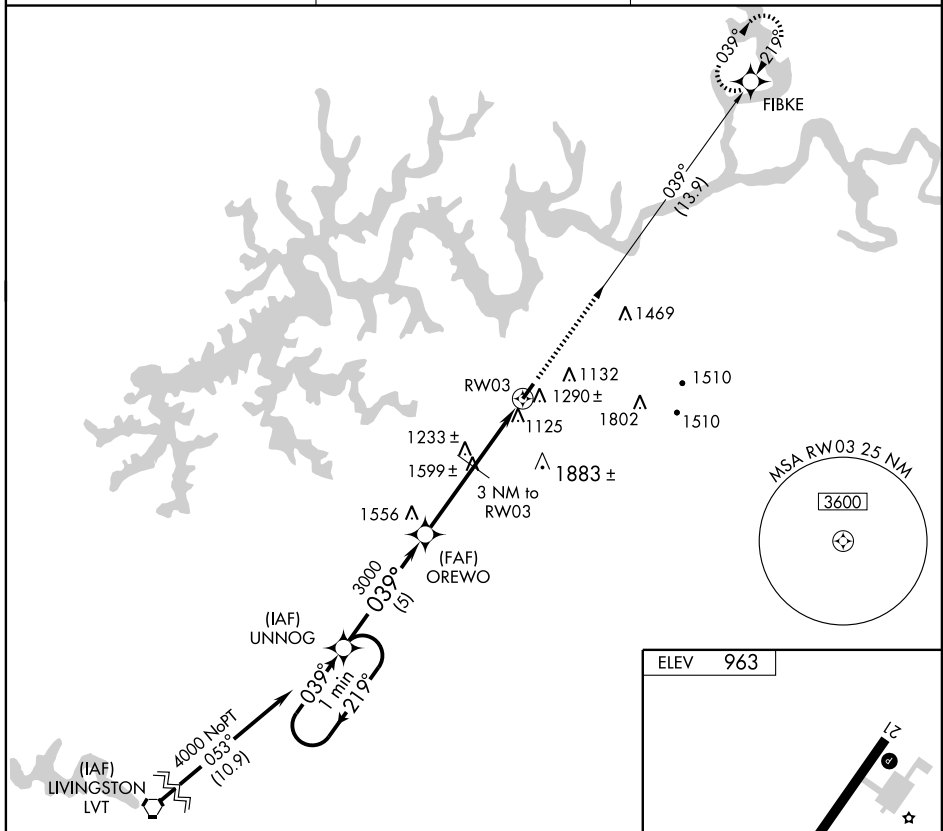 039°
219°
FIBKE
039°
(13.9)
1469
1132
1510
RW03
1290 ±
1802
1510
1125
1233 ±
1599 ±
1883 ±
3 NM to
RW03
MSA RW03 25 NM
3600
1556
(FAF)
OREWO
3000
039°
(5)
(IAF)
UNNOG
039°
1 min
219°
4000 NoPT
053°
(10.9)
(IAF)
LIVINGSTON
LVT
ELEV 963
21
P